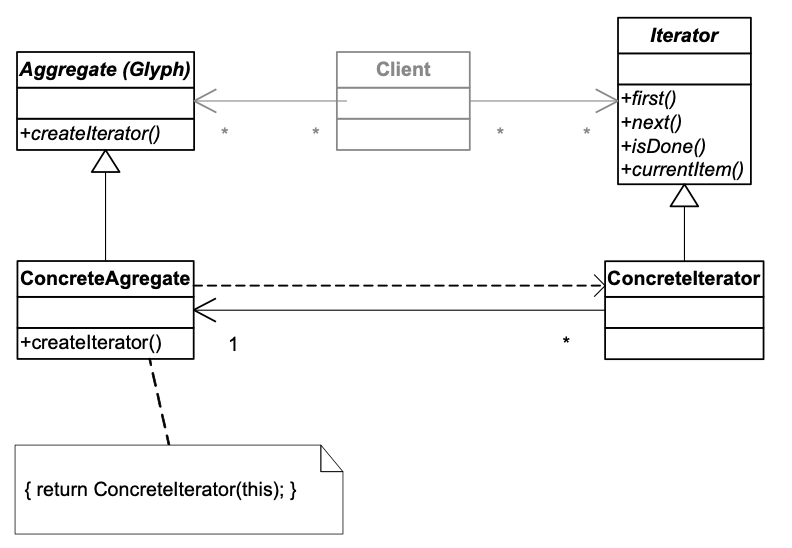 Aggregate (Glyph)
+createIterator()
Client
Iterator
+first()
+next()
+isDone()
+currentItem()
*
*
*
*
ConcreteAgregate
+createIterator()
ConcreteIterator
1
*
{ return ConcreteIterator(this); }